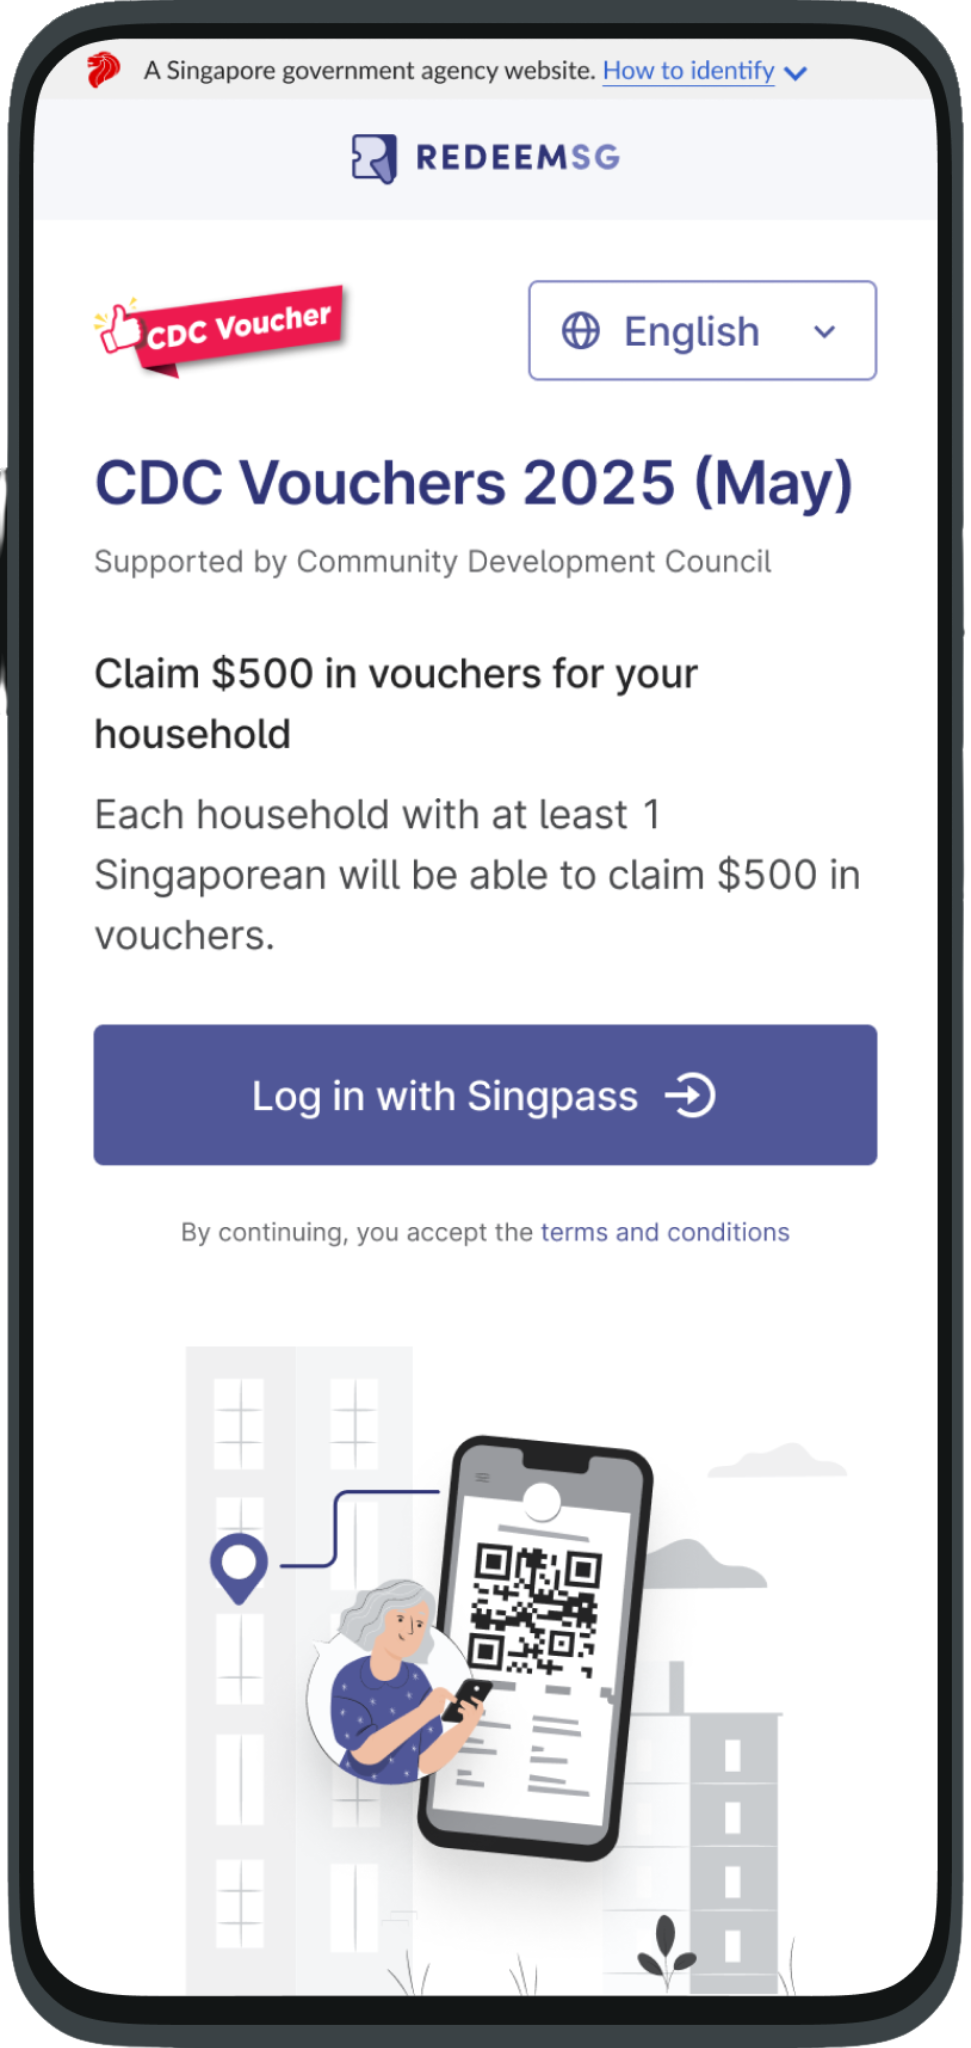 A Singapore government agency website. How to identify
REDEEMSG
CDC Voucher
English
CDC Vouchers 2025 (May)
Supported by Community Development Council
Claim $500 in vouchers for your
household
Each household with at least 1
Singaporean will be able to claim $500 in
vouchers.
Log in with Singpass
By continuing, you accept the terms and conditions